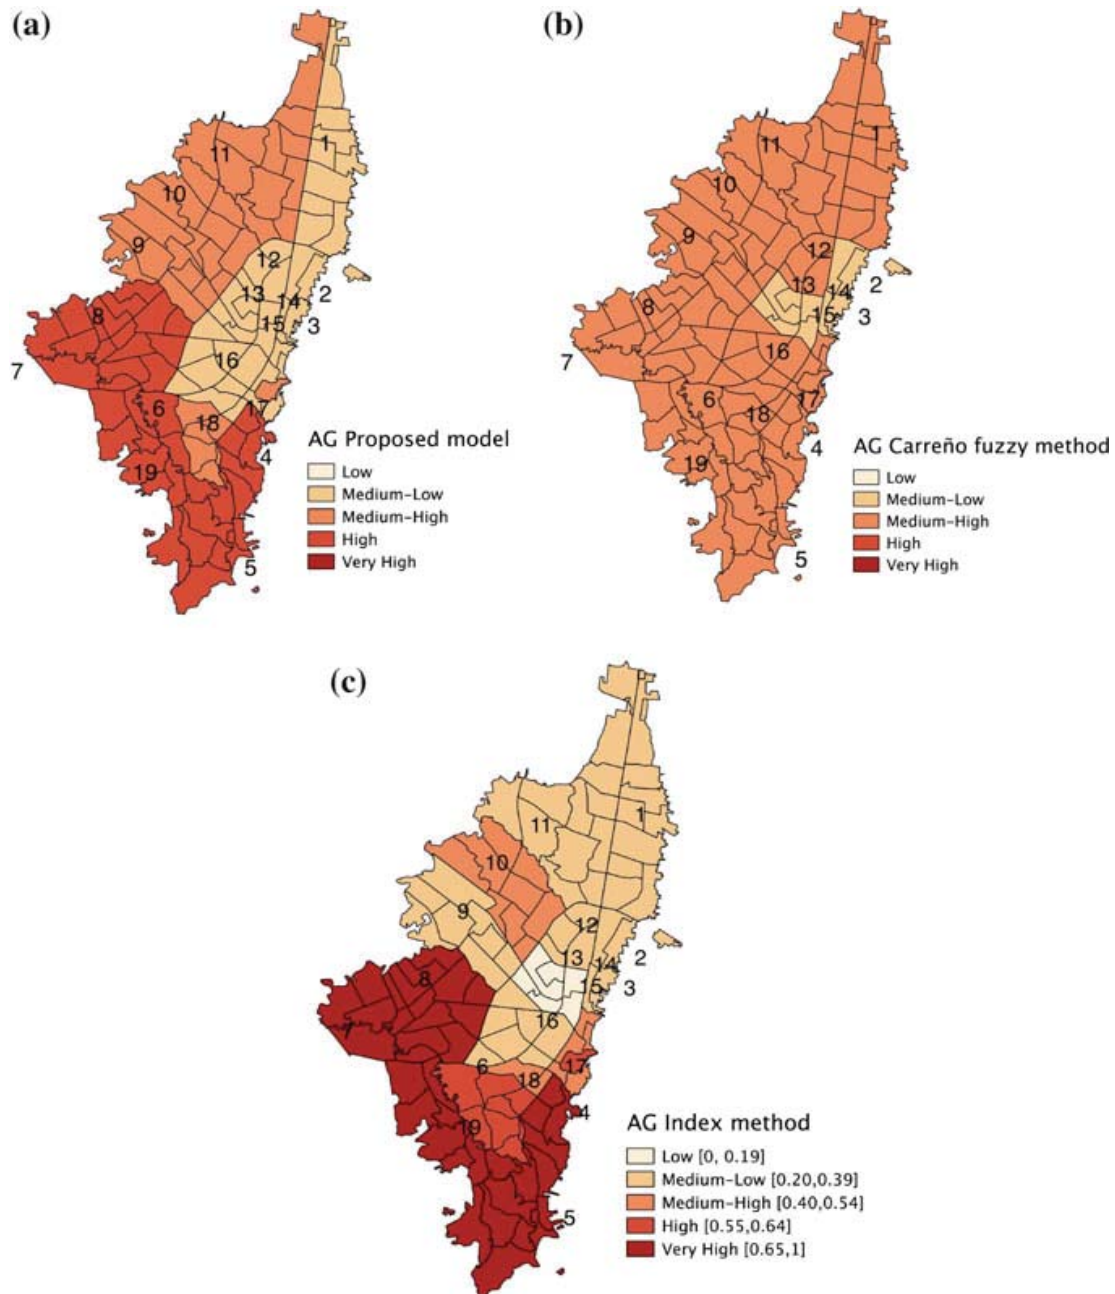 (a)
1
11
10
9
12
13
14
2
15
3
8
7
16
6
18
17
4
19
5
AG Proposed model
Low
Medium-Low
Medium-High
High
Very High
(b)
1
11
10
9
12
13
14
2
15
3
8
7
16
6
18
17
4
19
5
AG Carreño fuzzy method
Low
Medium-Low
Medium-High
High
Very High
(c)
1
11
10
9
12
13
14
2
15
3
8
7
16
6
18
17
4
19
5
AG Index method
Low [0, 0.19]
Medium-Low [0.20,0.39]
Medium-High [0.40,0.54]
High [0.55,0.64]
Very High [0.65,1]